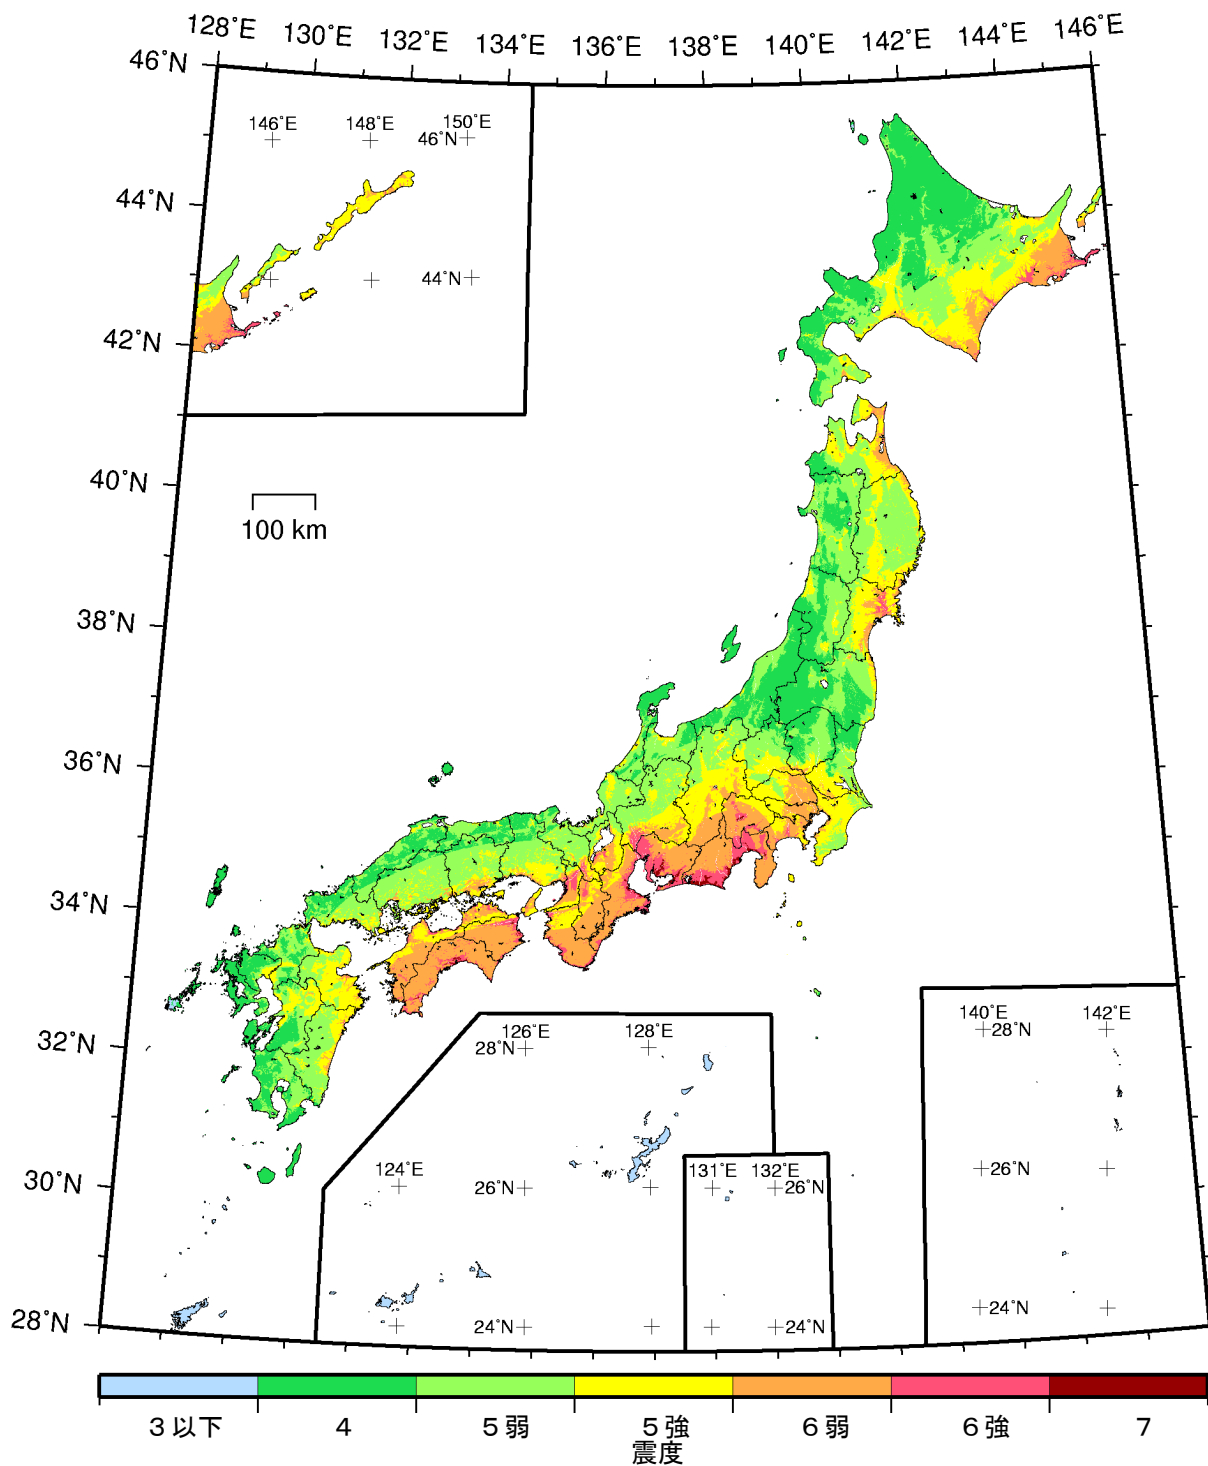 128°E 130°E 132°E 134°E 136°E 138°E 140°E 142°E 144°E 146°E
46°N
146°E 148°E 150°E
46°N
44°N
44°N
42°N
40°N
100 km
38°N
36°N
34°N
32°N
126°E 128°E
28°N
140°E 142°E
28°N
124°E
131°E 132°E
30°N
26°N
26°N
26°N
28°N
24°N
24°N
24°N
3以下 4 5弱 5強 6弱 6強 7
震度